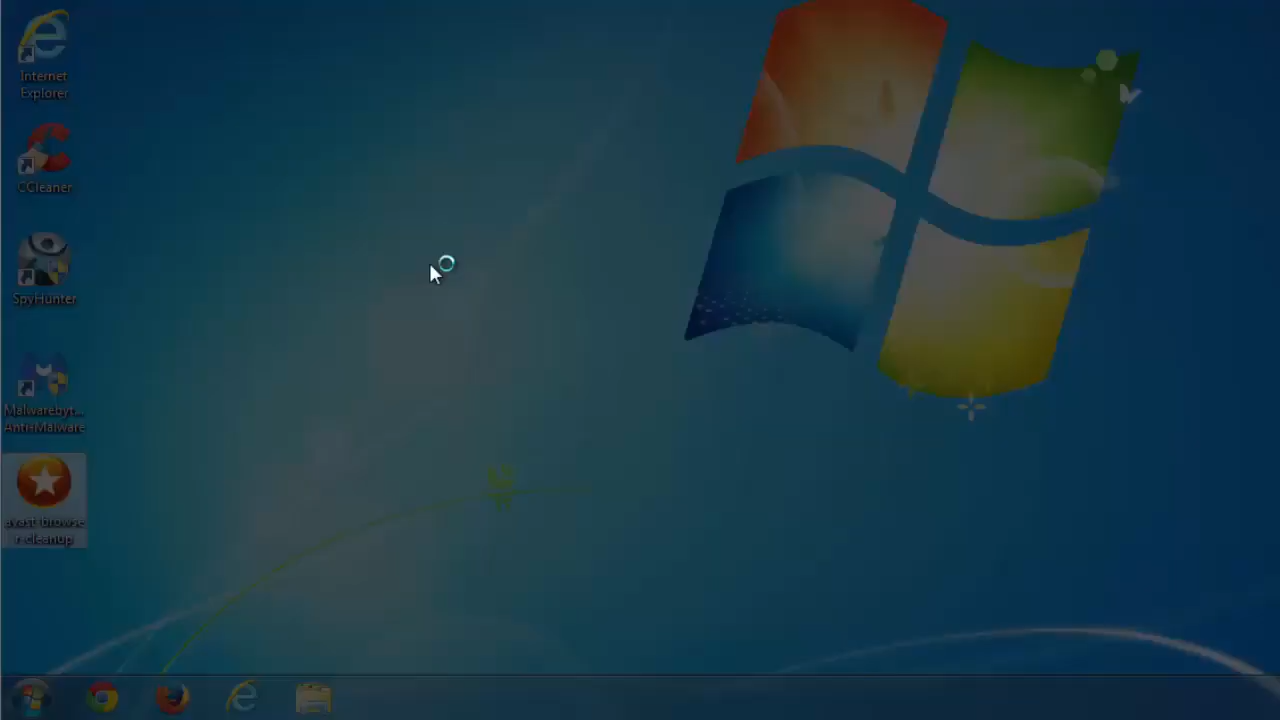 Internet
Explorer
CCleaner
SpyHunter
Malwarebyt...
Anti-Malware
avast-browse
r-cleanup